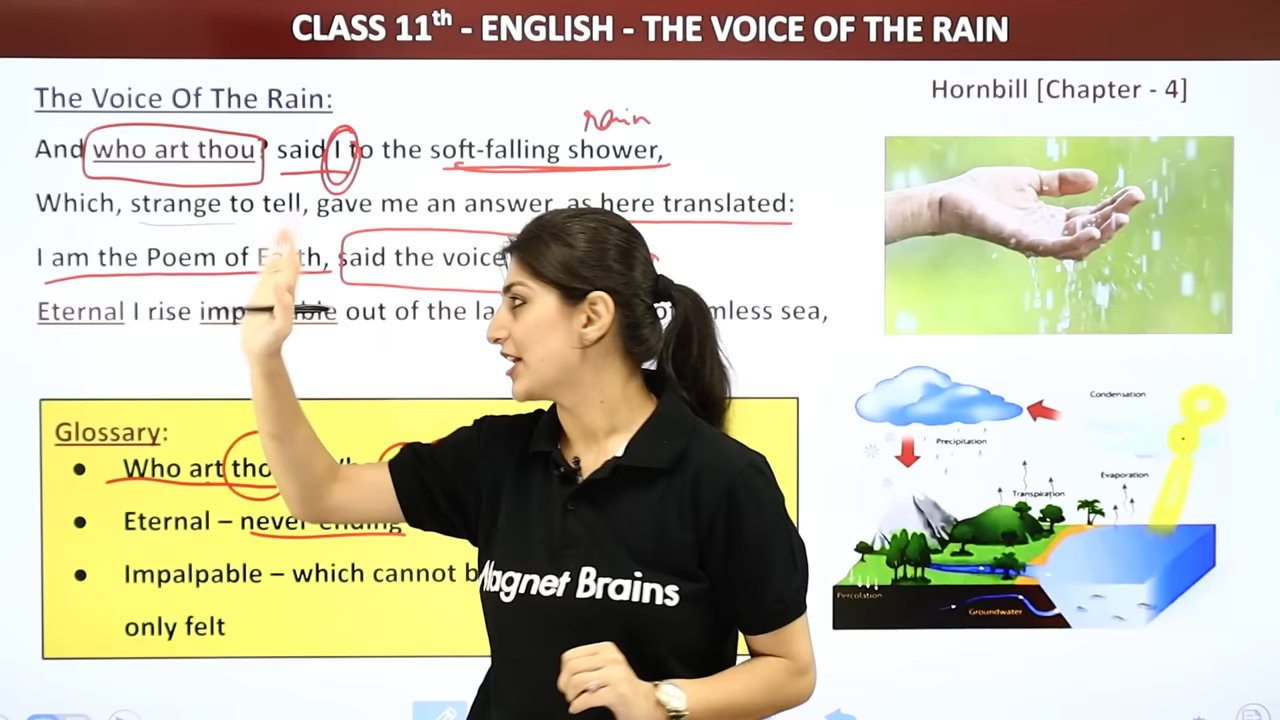 CLASS 11th - ENGLISH - THE VOICE OF THE RAIN
The Voice Of The Rain:
Hornbill [Chapter - 4]
rain
And who art thou? said I to the soft-falling shower,
Which, strange to tell, gave me an answer, as here translated:
I am the Poem of Earth, said the voice
Eternal I rise out of the mless sea,
Glossary:
Who art
Eternal – never ending
Impalpable – which cannot
only felt
Magnet Brains
Condensation
Precipitation
Evaporation
Transpiration
Percolation
Groundwater